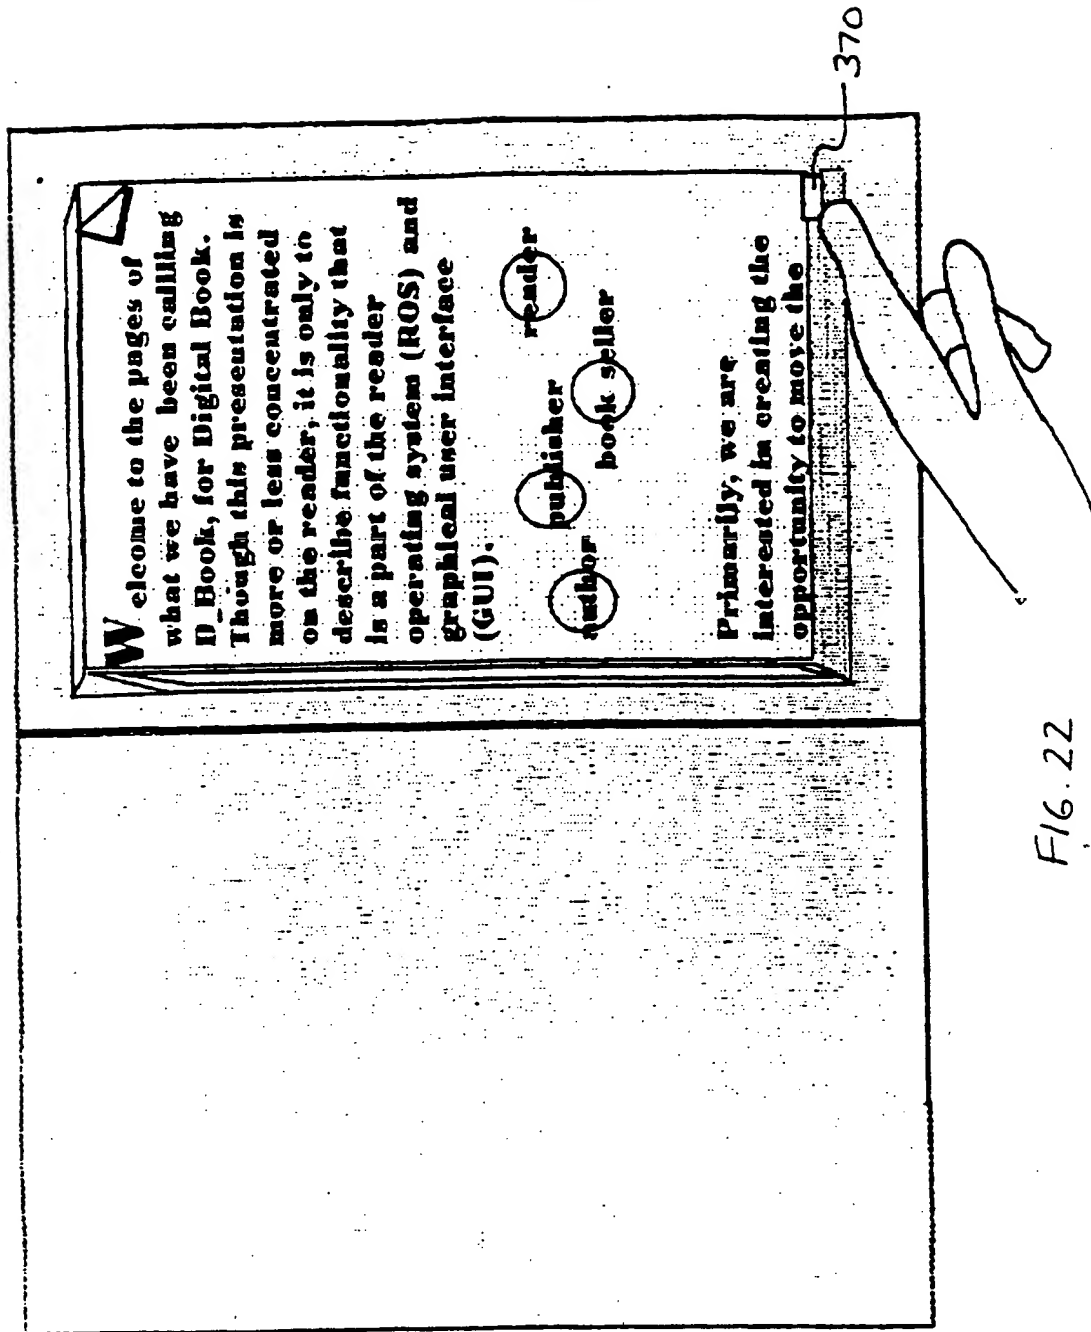 Welcome to the pages of
what we have been callling
D_Book, for Digital Book.
Though this presentation is
more or less concentrated
on the reader, it is only to
describe functionality that
is a part of the reader
operating system (ROS) and
graphical user interface
(GUI).
author
publisher
book seller
reader
Primarily, we are
interested in creating the
opportunity to move the
370
FIG. 22